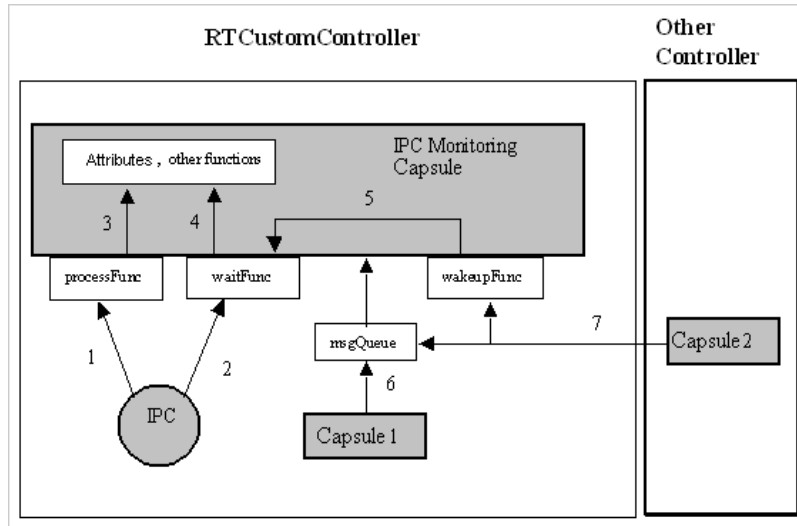 RTCustomController
Other
Controller
IPC Monitoring
Capsule
Attributes , other functions
3
4
5
processFunc
waitFunc
wakeupFunc
1
2
msgQueue
7
Capsule 2
6
IPC
Capsule 1